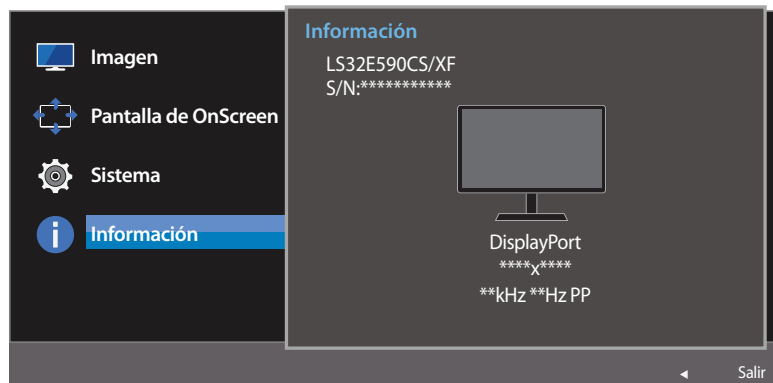 Imagen
Pantalla de OnScreen
Sistema
Información
Información
LS32E590CS/XF
S/N:***********
DisplayPort
****x****
**kHz **Hz PP
Salir